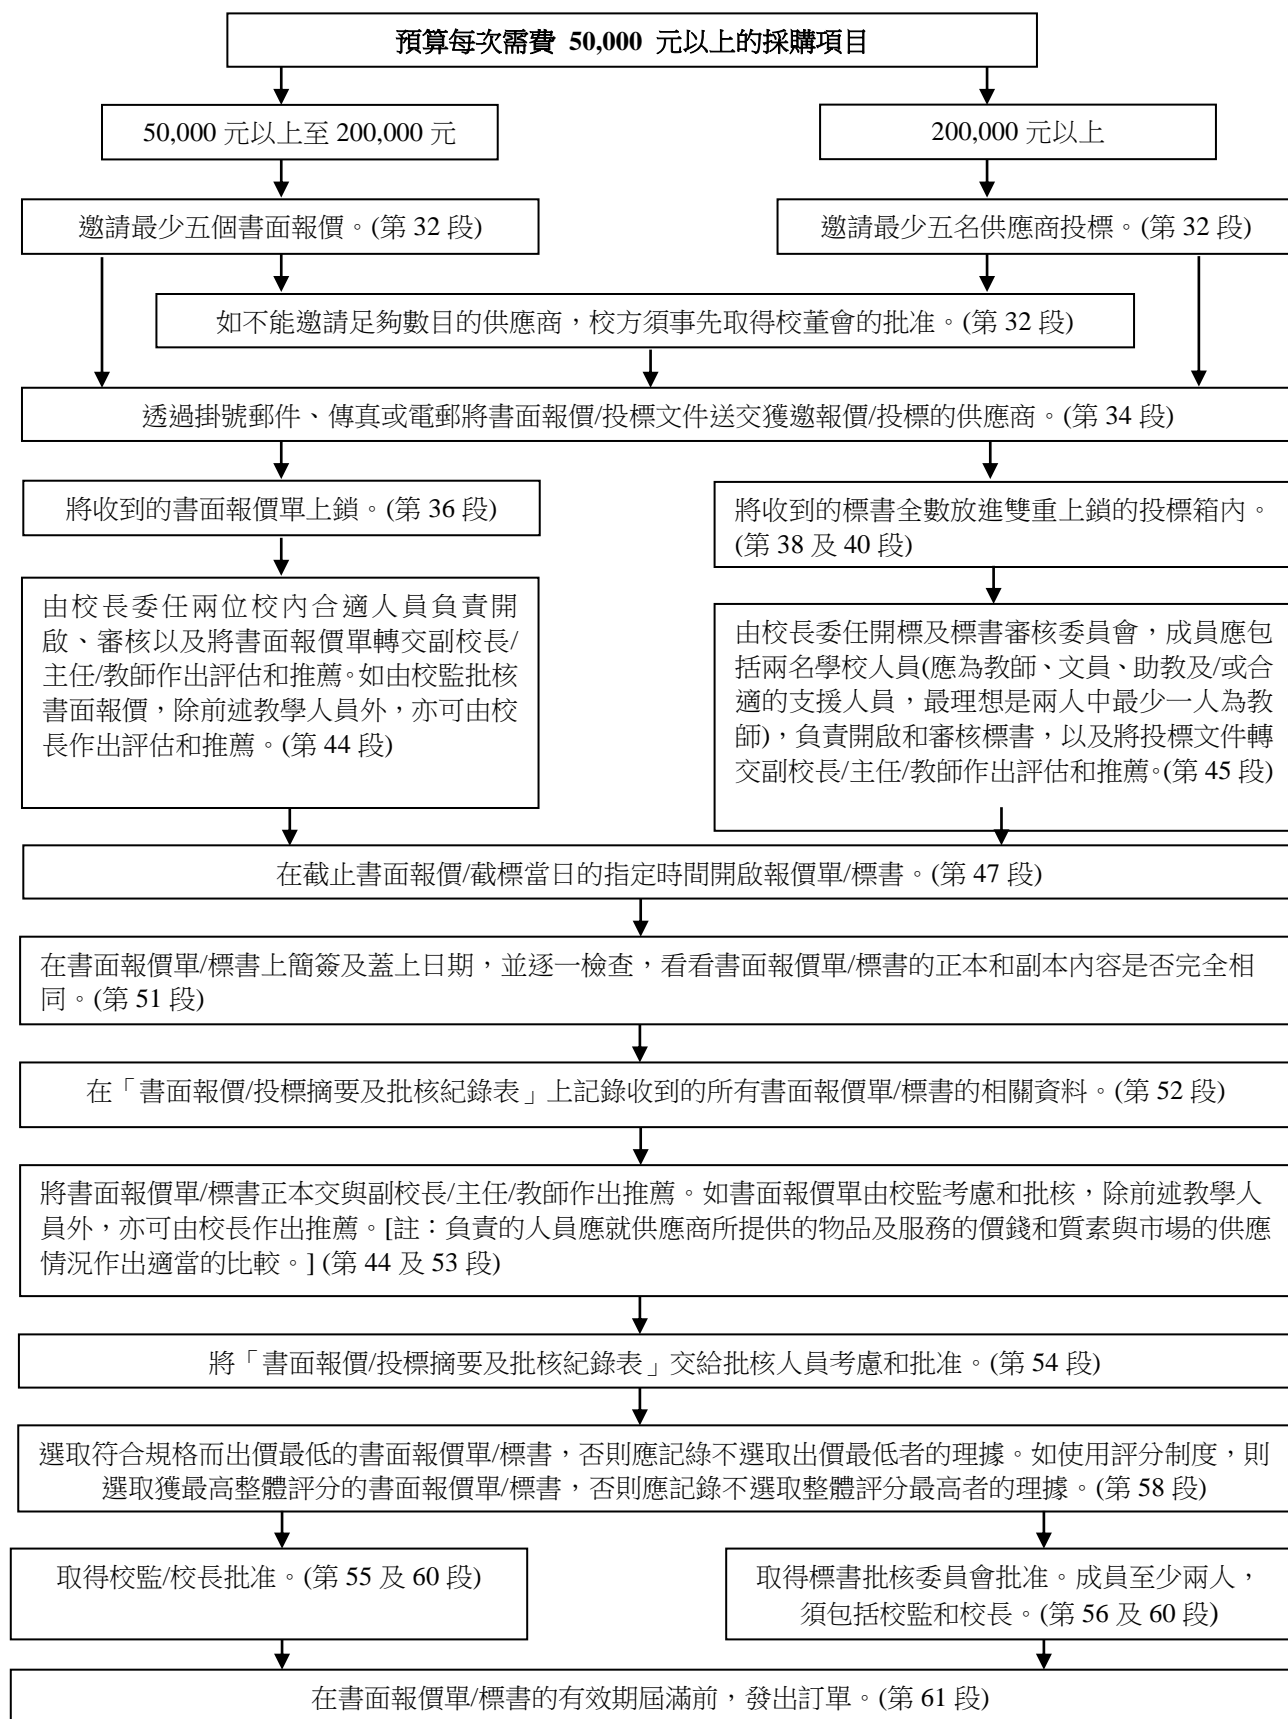 預算每次需費 50,000 元以上的採購項目
50,000 元以上至 200,000 元
200,000 元以上
邀請最少五個書面報價。(第 32 段)
邀請最少五名供應商投標。(第 32 段)
如不能邀請足夠數目的供應商，校方須事先取得校董會的批准。(第 32 段)
透過掛號郵件、傳真或電郵將書面報價/投標文件送交獲邀報價/投標的供應商。(第 34 段)
將收到的書面報價單上鎖。(第 36 段)
將收到的標書全數放進雙重上鎖的投標箱內。
(第 38 及 40 段)
由校長委任兩位校內合適人員負責開
啟、審核以及將書面報價單轉交副校長/
主任/教師作出評估和推薦。如由校監批核
書面報價，除前述教學人員外，亦可由校
長作出評估和推薦。(第 44 段)
由校長委任開標及標書審核委員會，成員應包
括兩名學校人員(應為教師、文員、助教及/或合
適的支援人員，最理想是兩人中最少一人為教
師)，負責開啟和審核標書，以及將投標文件轉
交副校長/主任/教師作出評估和推薦。(第 45 段)
在截止書面報價/截標當日的指定時間開啟報價單/標書。(第 47 段)
在書面報價單/標書上簡簽及蓋上日期，並逐一檢查，看看書面報價單/標書的正本和副本內容是否完全相
同。(第 51 段)
在「書面報價/投標摘要及批核紀錄表」上記錄收到的所有書面報價單/標書的相關資料。(第 52 段)
將書面報價單/標書正本交與副校長/主任/教師作出推薦。如書面報價單由校監考慮和批核，除前述教學人
員外，亦可由校長作出推薦。[註：負責的人員應就供應商所提供的物品及服務的價錢和質素與市場的供應
情況作出適當的比較。] (第 44 及 53 段)
將「書面報價/投標摘要及批核紀錄表」交給批核人員考慮和批准。(第 54 段)
選取符合規格而出價最低的書面報價單/標書，否則應記錄不選取出價最低者的理據。如使用評分制度，則
選取獲最高整體評分的書面報價單/標書，否則應記錄不選取整體評分最高者的理據。(第 58 段)
取得校監/校長批准。(第 55 及 60 段)
取得標書批核委員會批准。成員至少兩人，
須包括校監和校長。(第 56 及 60 段)
在書面報價單/標書的有效期屆滿前，發出訂單。(第 61 段)